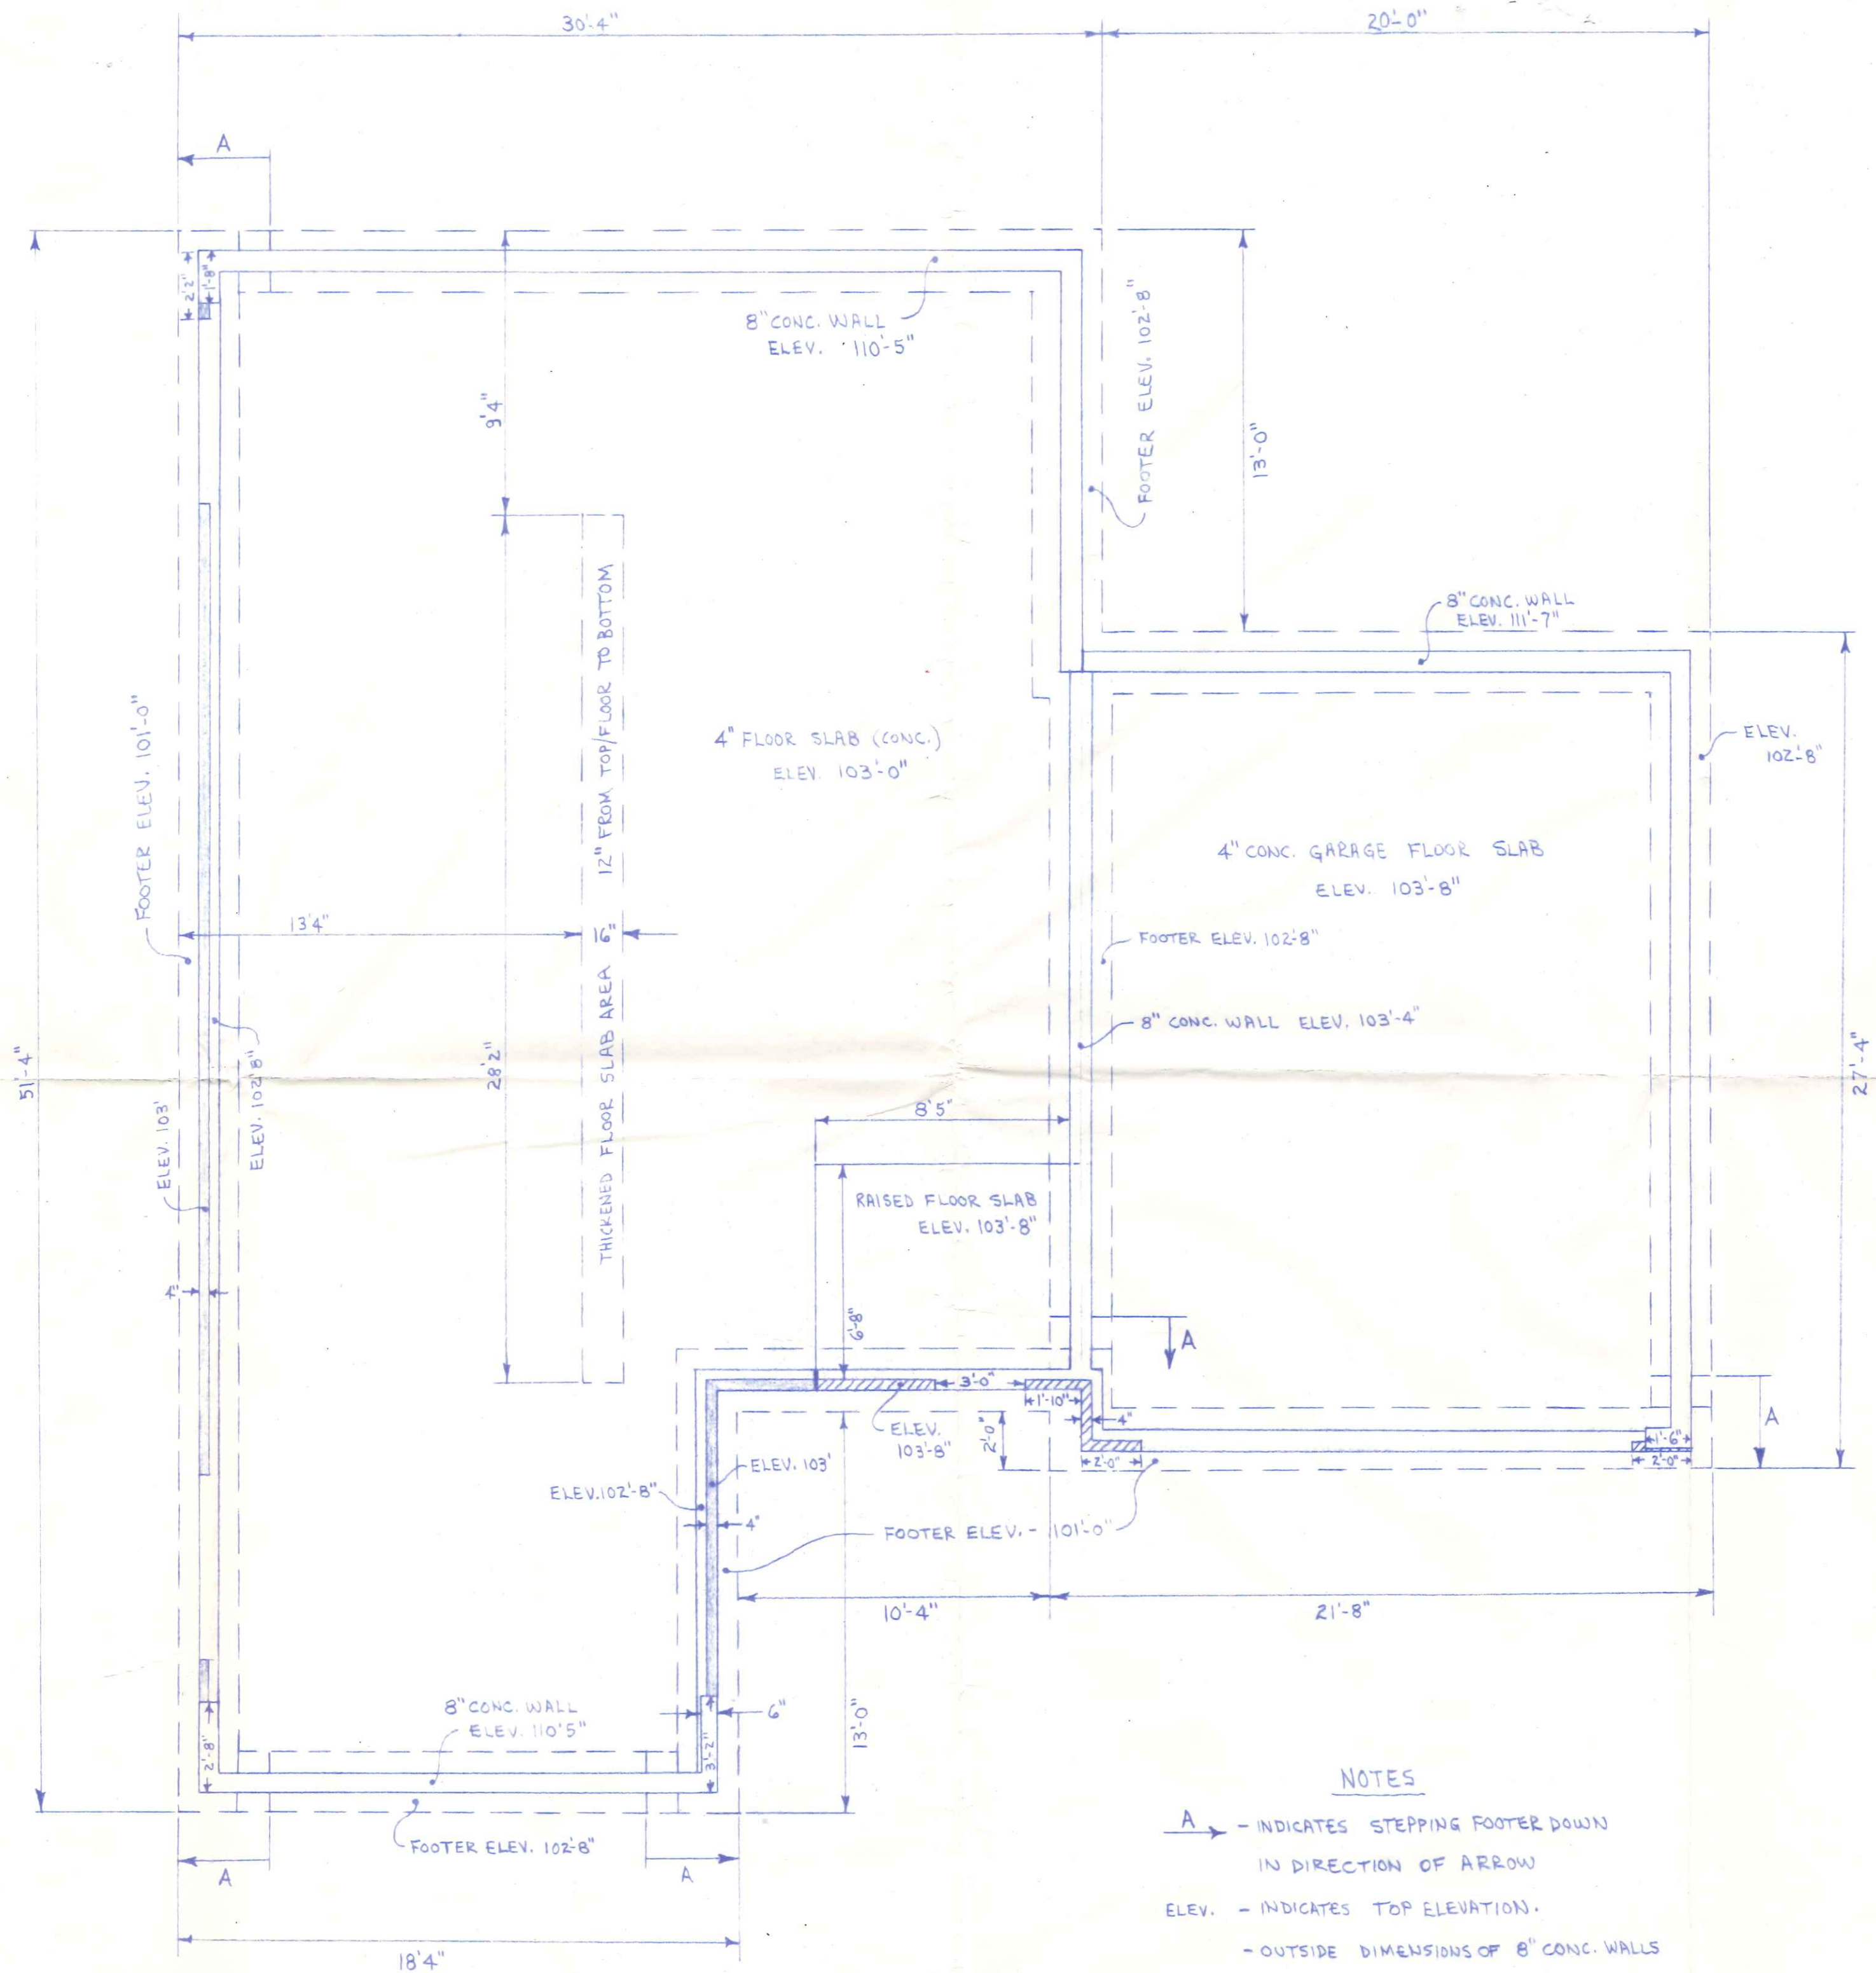 30'-4"
20'-0"
A
2'2"
1'-8"
8" CONC. WALL
ELEV. 110'-5"
9'4"
FOOTER ELEV. 102'-8"
13'-0"
8" CONC. WALL
ELEV. 111'-7"
FOOTER ELEV. 101'-0"
12" FROM TOP/FLOOR TO BOTTOM
4" FLOOR SLAB (CONC.)
ELEV. 103'-0"
ELEV.
102'-8"
4" CONC. GARAGE FLOOR SLAB
ELEV. 103'-8"
13'4"
16"
FOOTER ELEV. 102'-8"
8" CONC. WALL ELEV. 103'-4"
51'-4"
28'2"
THICKENED FLOOR SLAB AREA
27'-4"
ELEV. 103'
ELEV. 102'8"
8'5"
RAISED FLOOR SLAB
ELEV. 103'-8"
6'-8"
A
3'-0"
1'-10"
4"
2'-0"
ELEV.
103'-8"
2'-0"
1'-6"
2'-0"
A
ELEV. 103'
ELEV. 102'-8"
4"
FOOTER ELEV. - 101'-0"
10'-4"
21'-8"
8" CONC. WALL
ELEV. 110'5"
6"
13'-0"
2'-8"
3'-2"
FOOTER ELEV. 102'-8"
A
A
18'4"
NOTES
A - INDICATES STEPPING FOOTER DOWN
IN DIRECTION OF ARROW
ELEV. - INDICATES TOP ELEVATION.
- OUTSIDE DIMENSIONS OF 8" CONC. WALLS